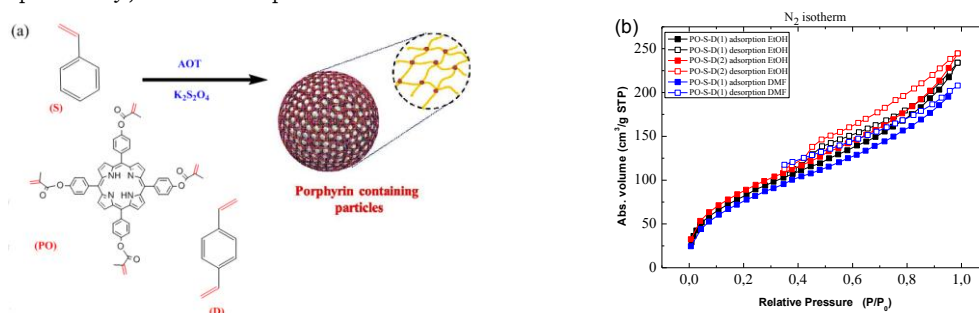 (a)
AOT
K₂S₂O₄
(S)
O
O
O
O
NH
N
N
HN
O
O
O
O
(PO)
(D)
Porphyrin containing
particles
(b)
N₂ isotherm
PO-S-D(1) adsorption EtOH
PO-S-D(1) desorption EtOH
PO-S-D(2) adsorption EtOH
PO-S-D(2) desorption EtOH
PO-S-D(1) adsorption DMF
PO-S-D(1) desorption DMF
Abs. volume (cm³/g STP)
250
200
150
100
50
0
0,0 0,2 0,4 0,6 0,8 1,0
Relative Pressure (P/P₀)